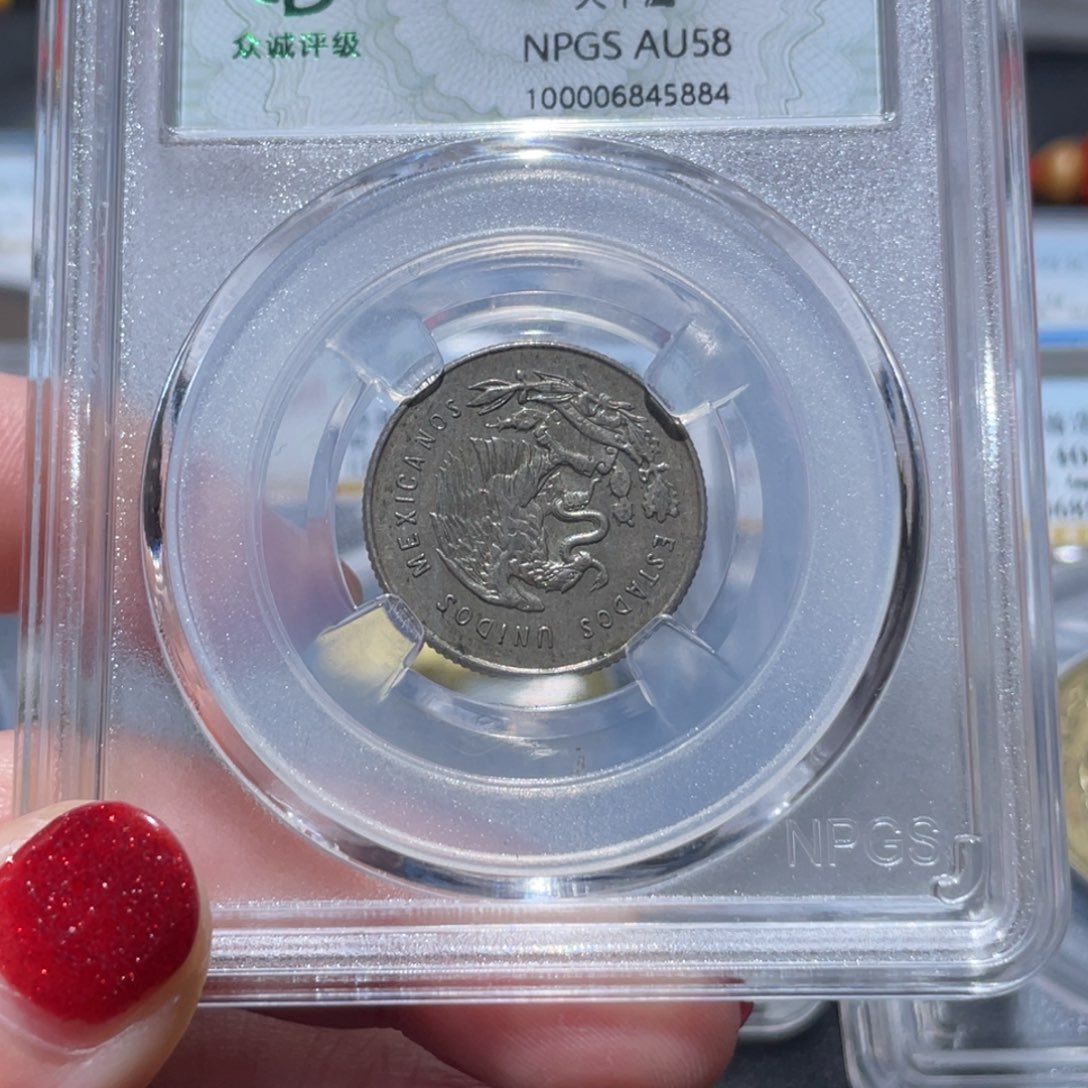 众诚评级
NPGS AU58
100006845884
ESTADOS UNIDOS MEXICANOS
NPGS